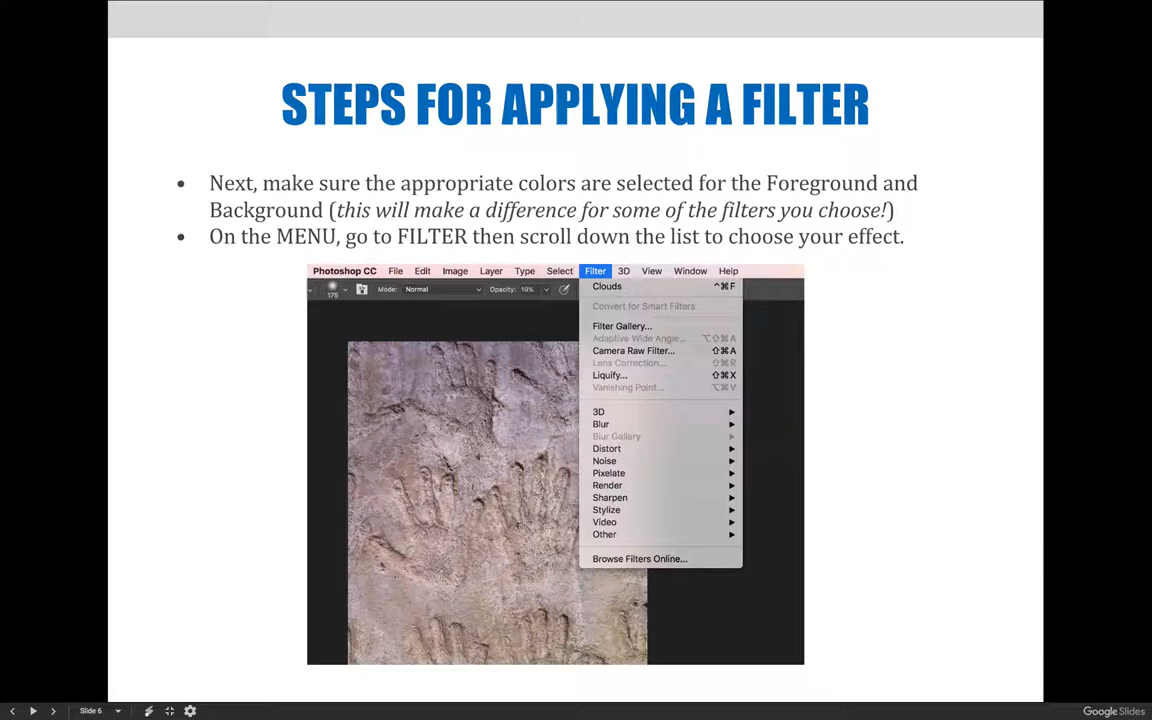 STEPS FOR APPLYING A FILTER
• Next, make sure the appropriate colors are selected for the Foreground and
Background (this will make a difference for some of the filters you choose!)
• On the MENU, go to FILTER then scroll down the list to choose your effect.
Photoshop CC File Edit Image Layer Type Select Filter 3D View Window Help
175 Mode: Normal Opacity: 19%
Clouds ⌃⌘F
Convert for Smart Filters
Filter Gallery...
Adaptive Wide Angle... ⌥⇧⌘A
Camera Raw Filter... ⇧⌘A
Lens Correction... ⇧⌘R
Liquify... ⇧⌘X
Vanishing Point... ⌥⌘V
3D
Blur
Blur Gallery
Distort
Noise
Pixelate
Render
Sharpen
Stylize
Video
Other
Browse Filters Online...
Slide 6
Google Slides